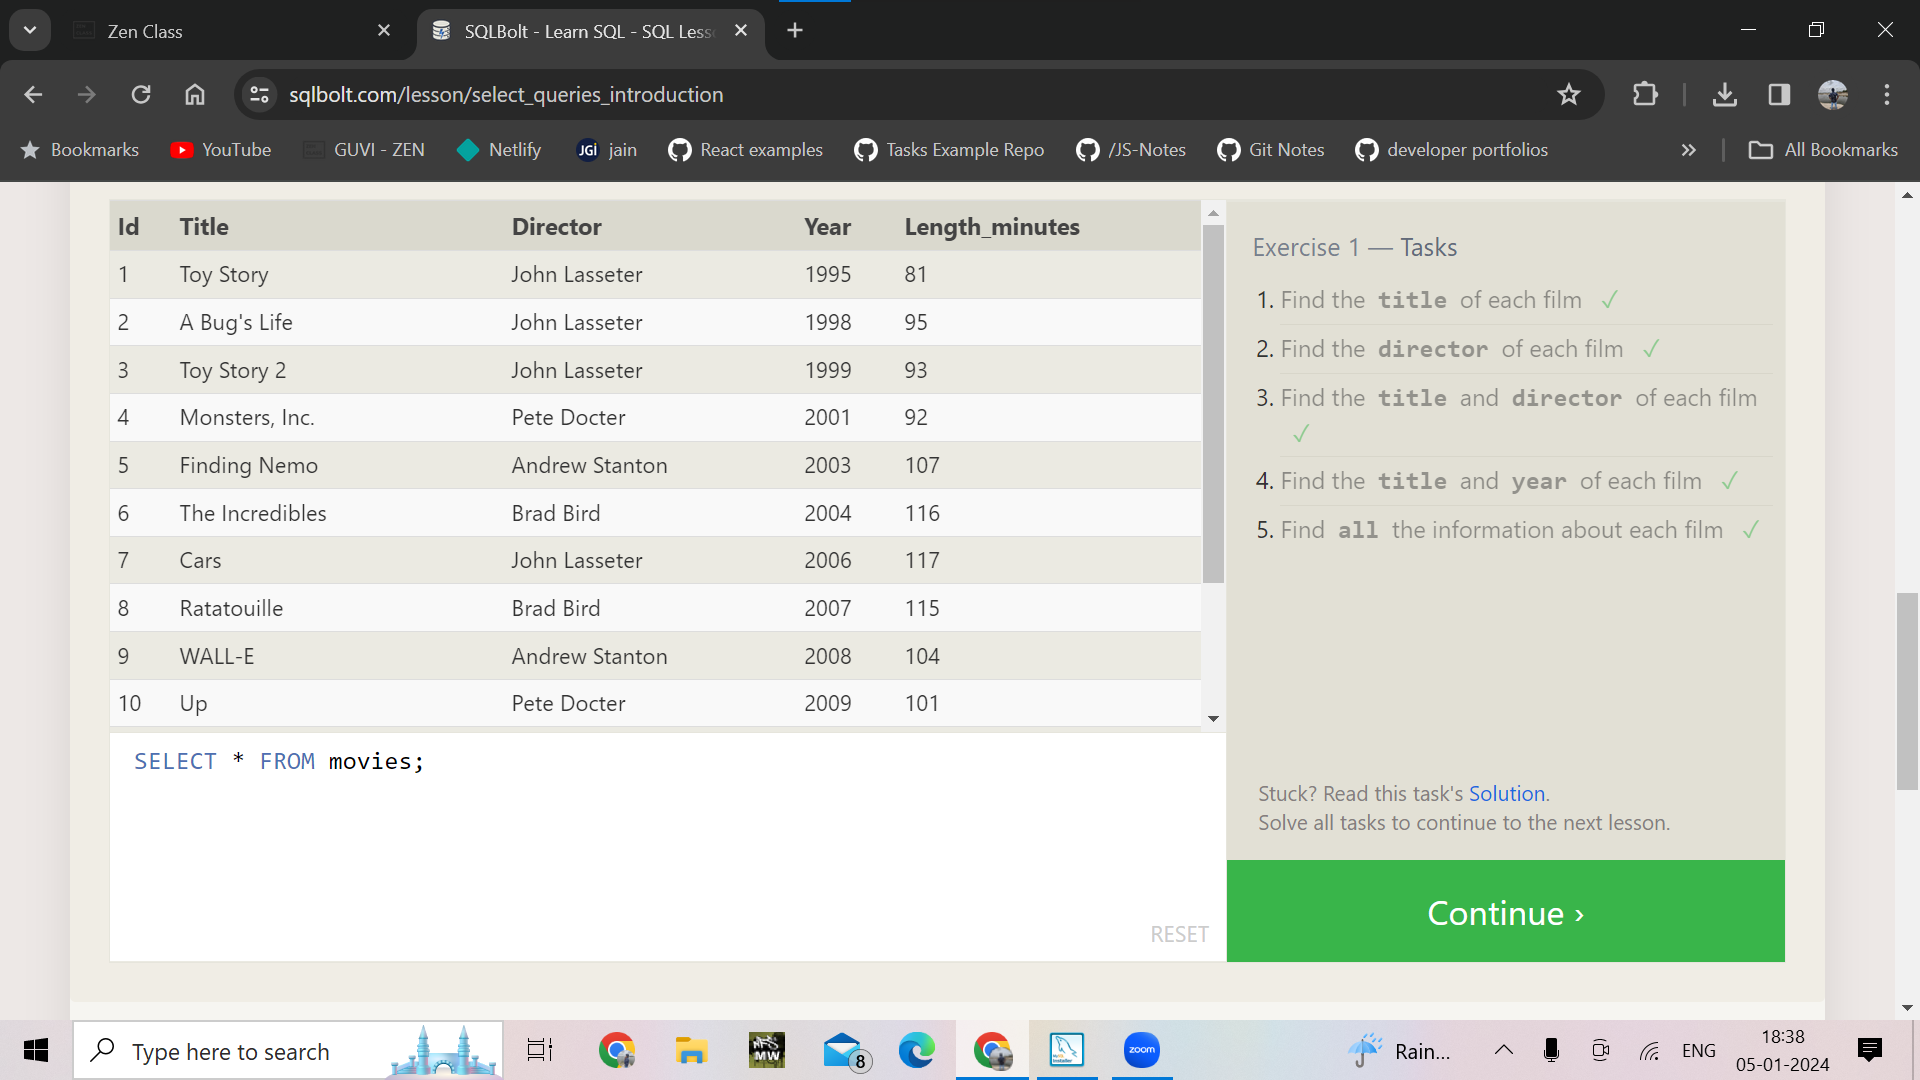 Zen Class
SQLBolt - Learn SQL - SQL Less
sqlbolt.com/lesson/select_queries_introduction
Bookmarks YouTube GUVI - ZEN Netlify JGi jain React examples Tasks Example Repo /JS-Notes Git Notes developer portfolios » All Bookmarks
Id Title Director Year Length_minutes
1 Toy Story John Lasseter 1995 81
2 A Bug's Life John Lasseter 1998 95
3 Toy Story 2 John Lasseter 1999 93
4 Monsters, Inc. Pete Docter 2001 92
5 Finding Nemo Andrew Stanton 2003 107
6 The Incredibles Brad Bird 2004 116
7 Cars John Lasseter 2006 117
8 Ratatouille Brad Bird 2007 115
9 WALL-E Andrew Stanton 2008 104
10 Up Pete Docter 2009 101
SELECT * FROM movies;
RESET
Exercise 1 — Tasks
1. Find the title of each film ✓
2. Find the director of each film ✓
3. Find the title and director of each film
✓
4. Find the title and year of each film ✓
5. Find all the information about each film ✓
Stuck? Read this task's Solution.
Solve all tasks to continue to the next lesson.
Continue ›
Type here to search
NFS
MW
8
zoom
Rain...
ENG
18:38
05-01-2024